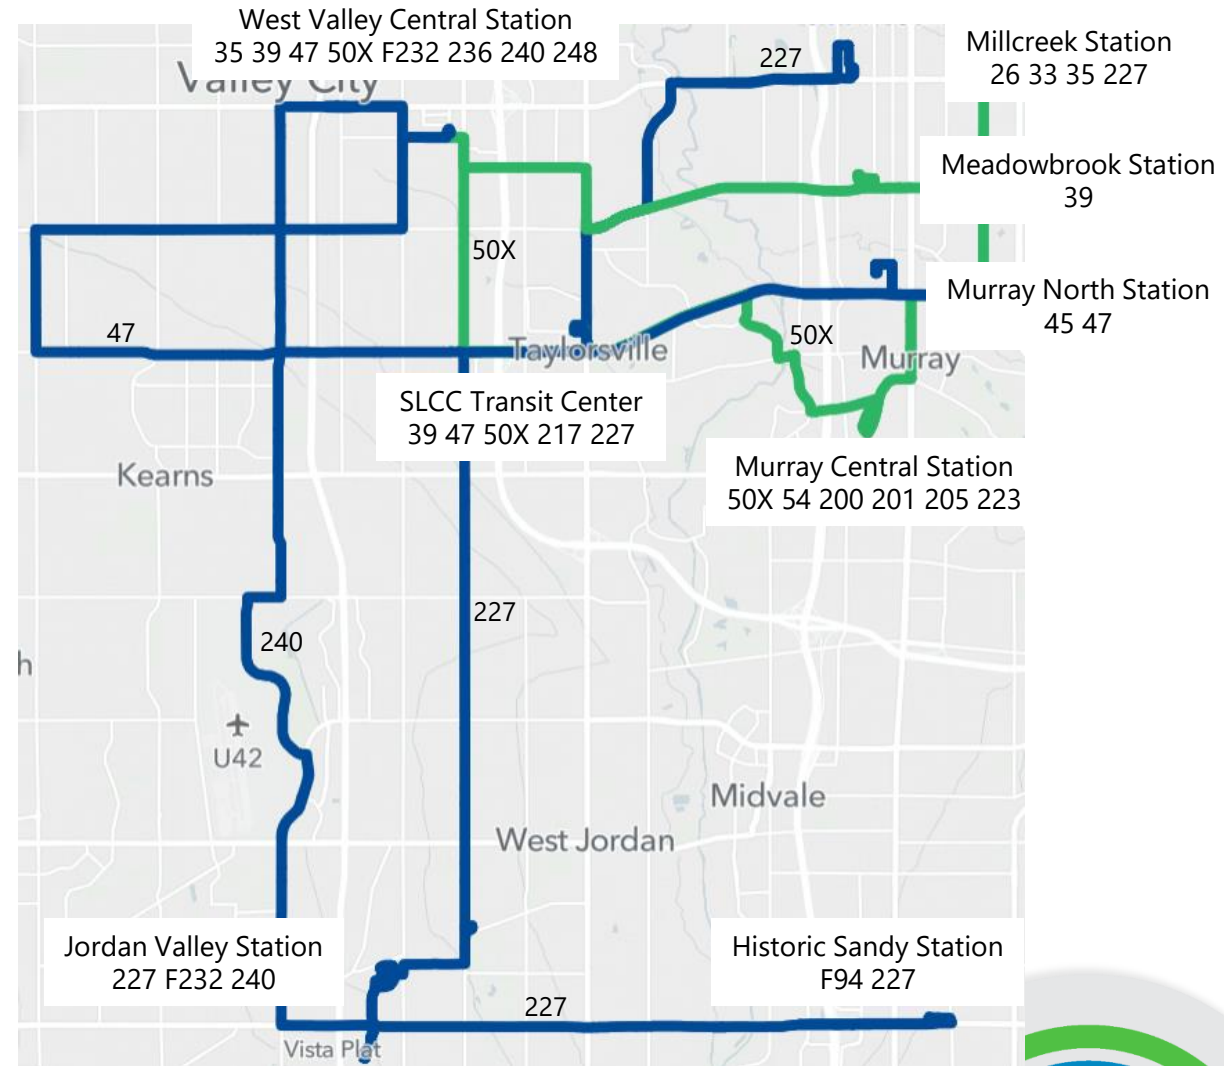 West Valley Central Station
35 39 47 50X F232 236 240 248
Valley City
227
Millcreek Station
26 33 35 227
Meadowbrook Station
39
50X
Murray North Station
45 47
47
50X
Taylorsville
Murray
SLCC Transit Center
39 47 50X 217 227
Murray Central Station
50X 54 200 201 205 223
Kearns
227
240
h
U42
Midvale
West Jordan
Jordan Valley Station
227 F232 240
Historic Sandy Station
F94 227
227
Vista Plat